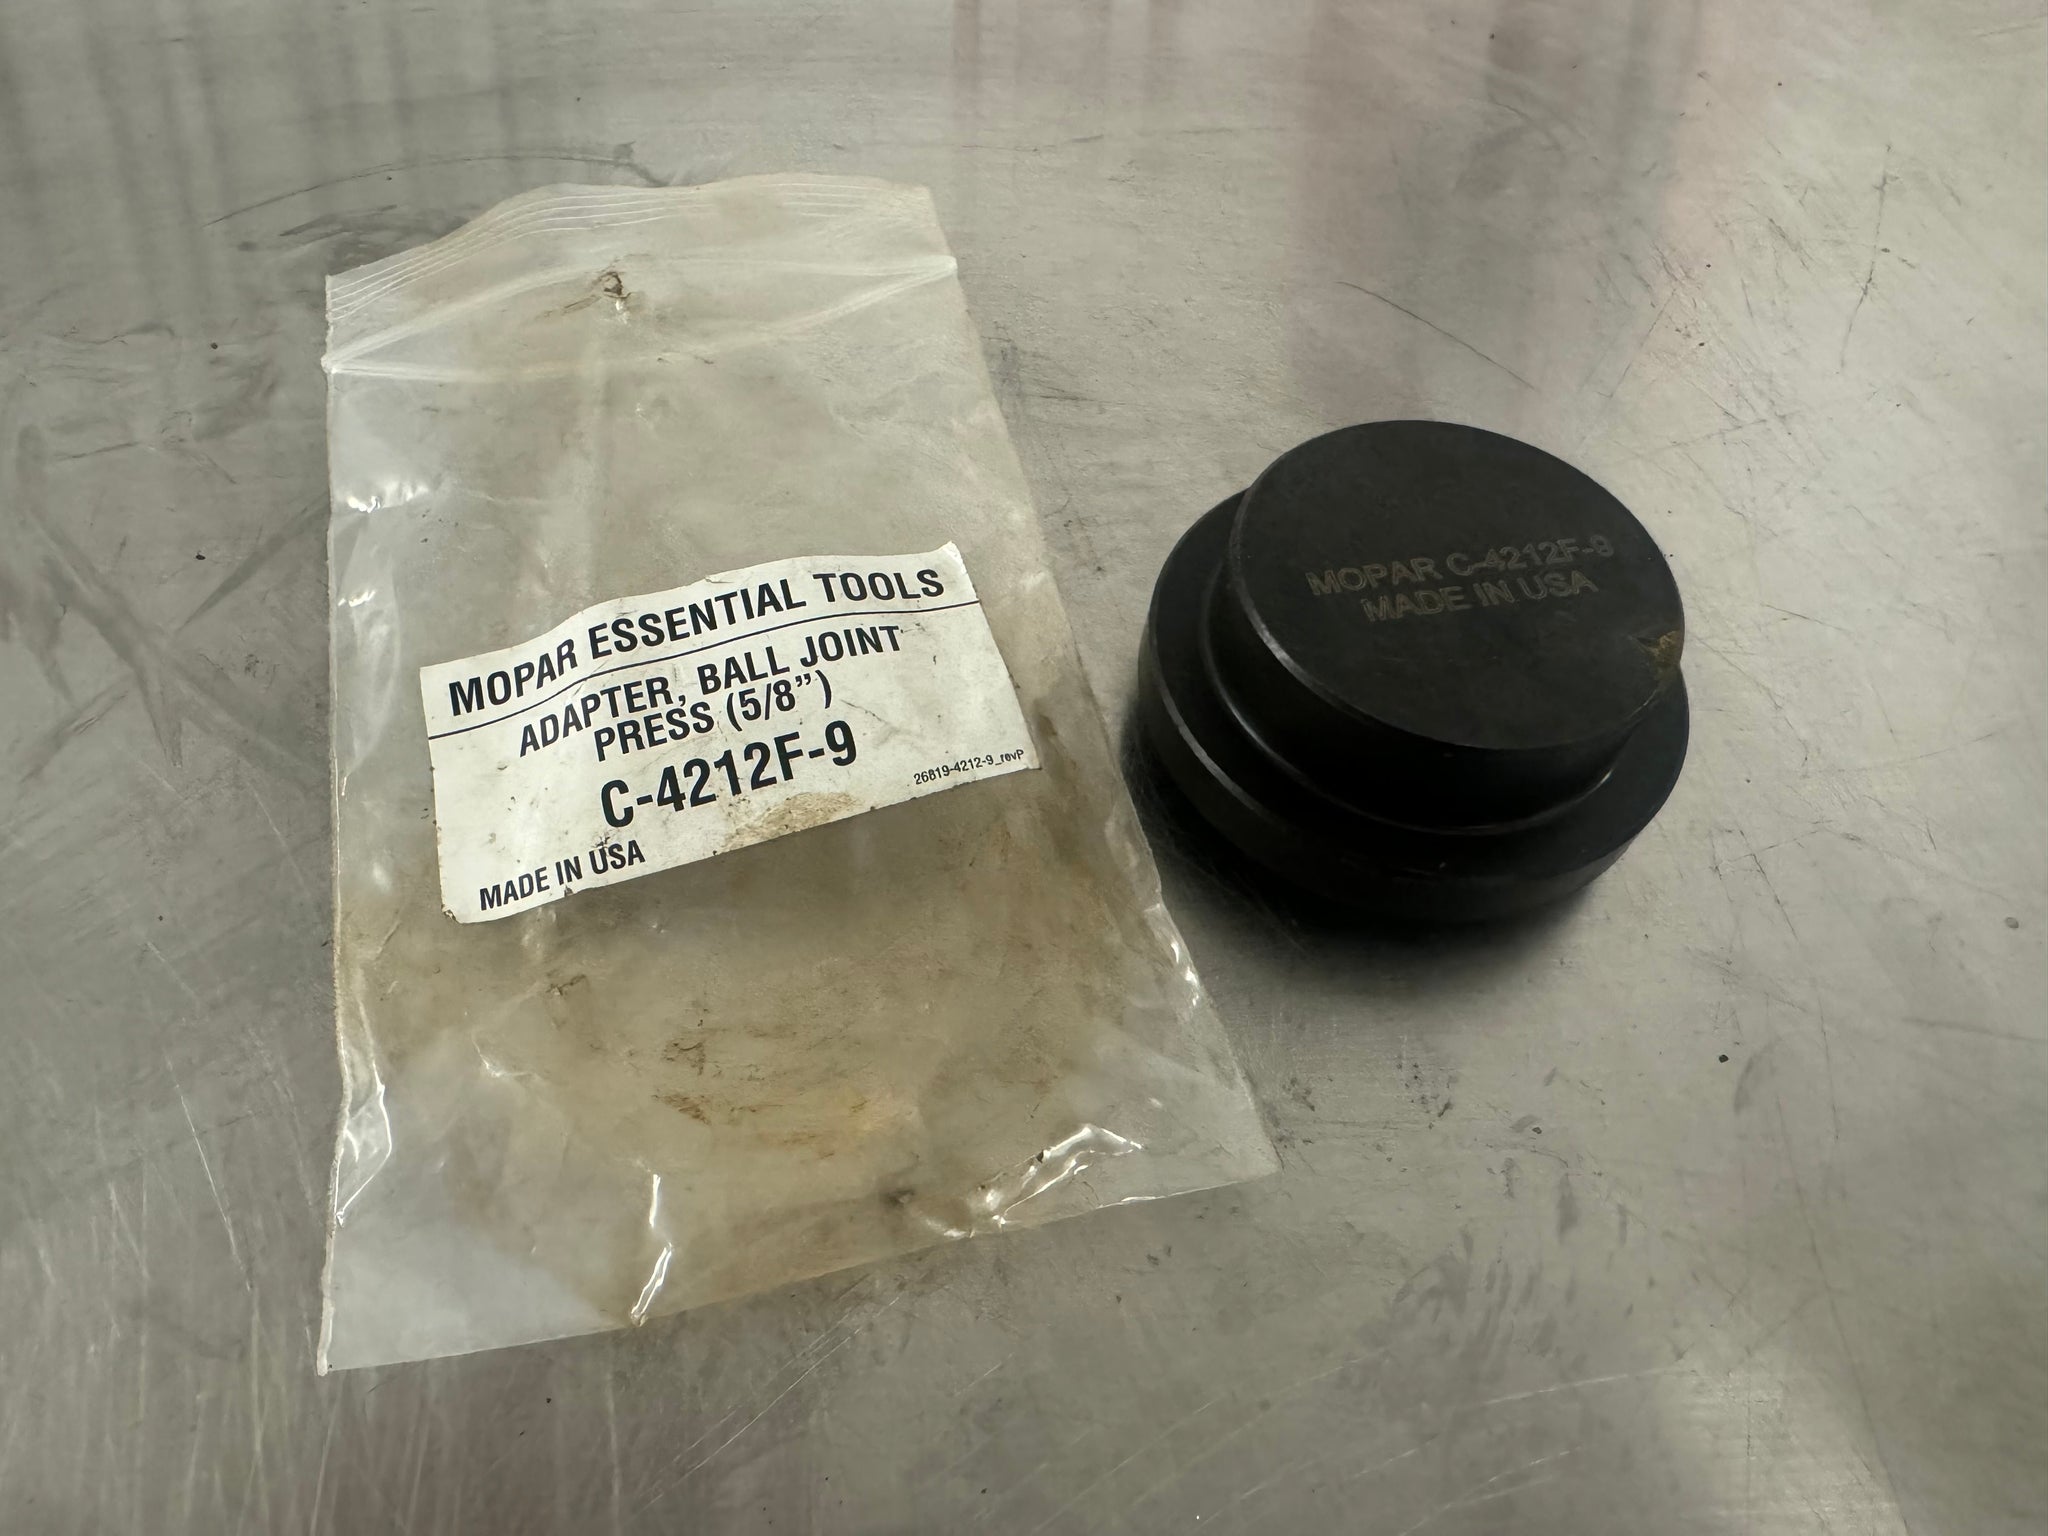 MOPAR ESSENTIAL TOOLS
ADAPTER, BALL JOINT
PRESS (5/8”)
C-4212F-9
26819-4212-9_revP
MADE IN USA
MOPAR C-4212F-9
MADE IN USA